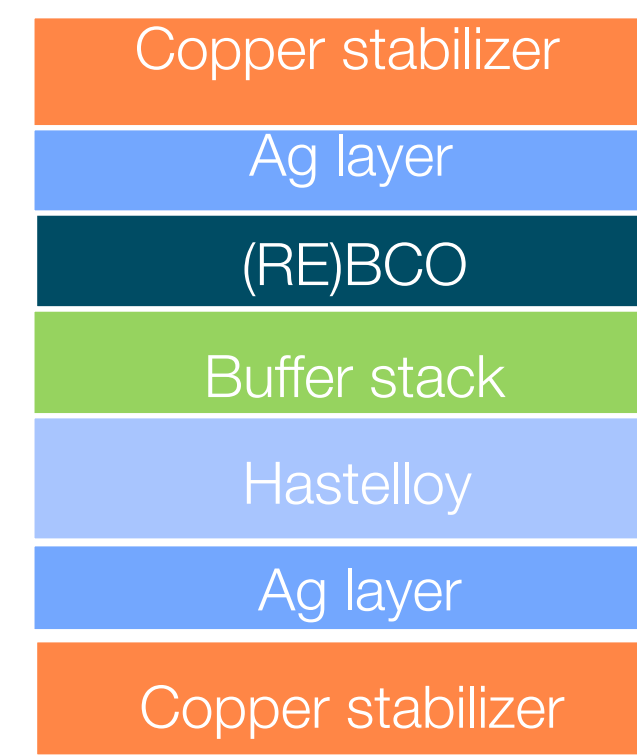 Copper stabilizer
Ag layer
(RE)BCO
Buffer stack
Hastelloy
Ag layer
Copper stabilizer